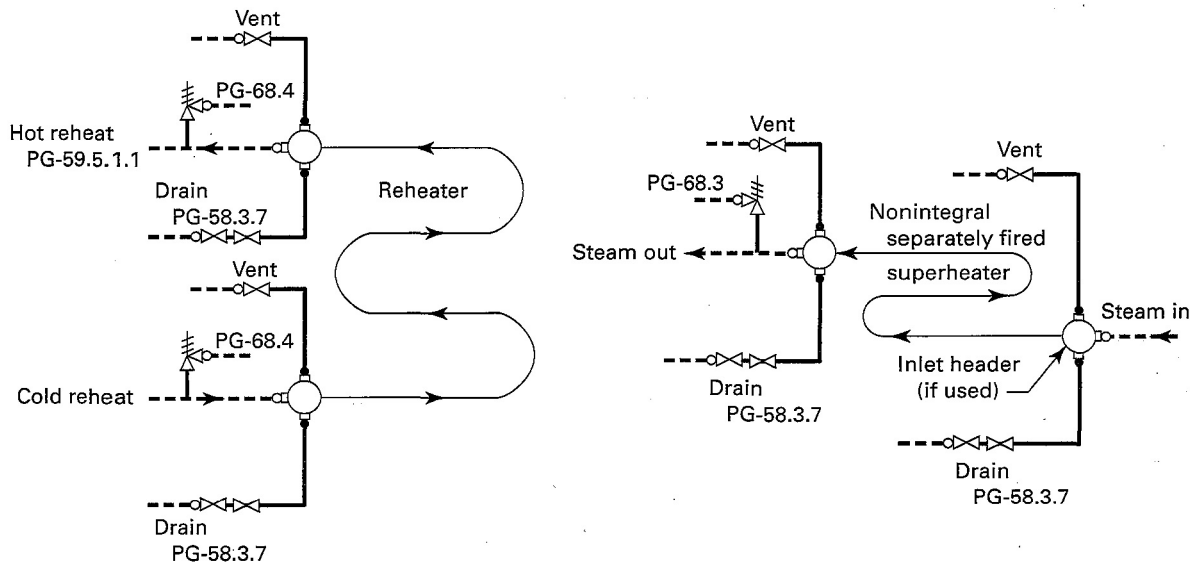 Vent
PG-68.4
Hot reheat
PG-59.5.1.1
Drain
PG-58.3.7
Reheater
Vent
PG-68.4
Cold reheat
Drain
PG-58.3.7
Vent
PG-68.3
Steam out
Nonintegral
separately fired
superheater
Drain
PG-58.3.7
Vent
Steam in
Inlet header
(if used)
Drain
PG-58.3.7